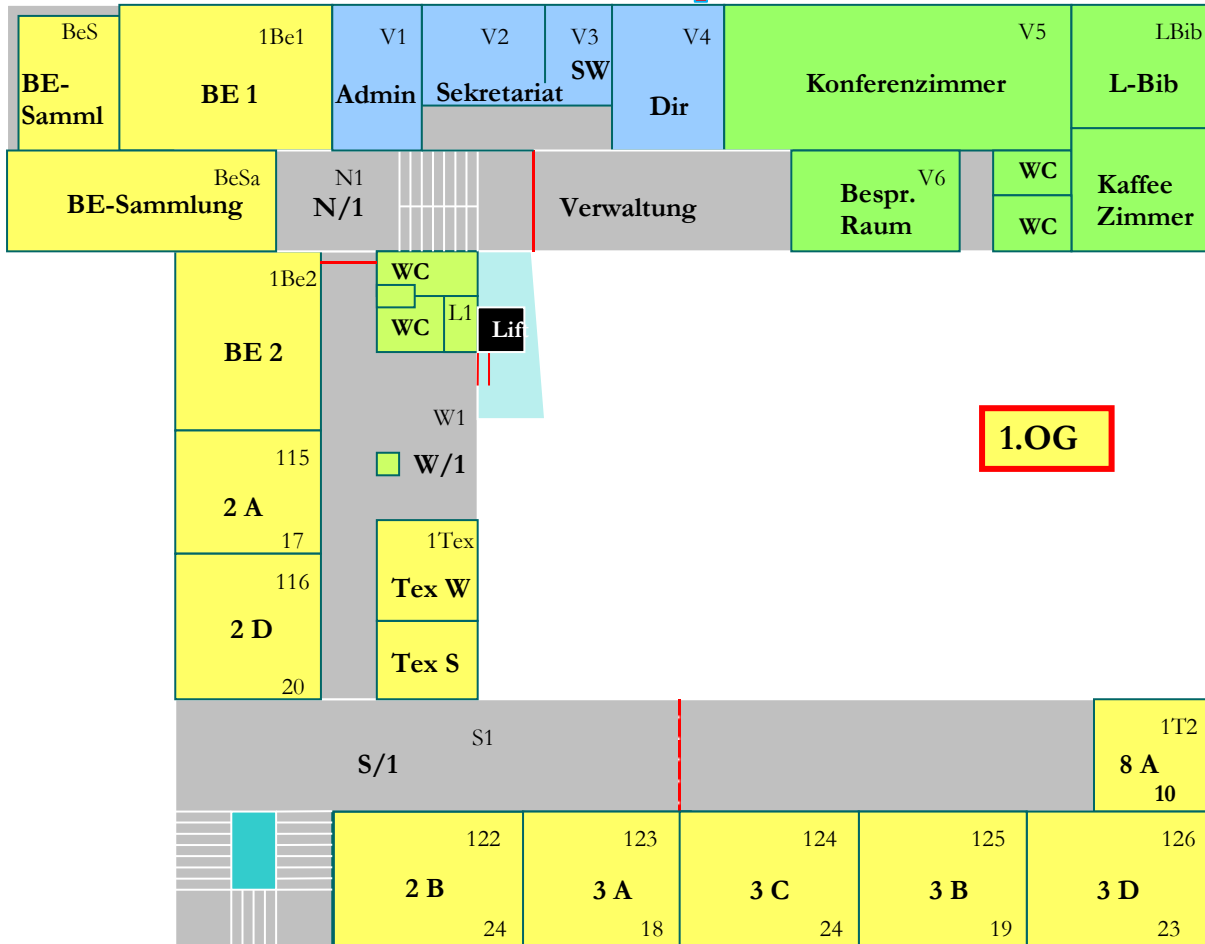 BeS
BE-
Samml
1Be1
BE 1
V1
Admin
V2
Sekretariat
V3
SW
V4
Dir
V5
Konferenzimmer
LBib
L-Bib
BeSa
BE-Sammlung
N1
N/1
Verwaltung
V6
Bespr.
Raum
WC
WC
Kaffee
Zimmer
1Be2
BE 2
WC
WC
L1
Lif
W1
W/1
1.OG
115
2 A
17
116
2 D
20
1Tex
Tex W
Tex S
S1
S/1
1T2
8 A
10
122
2 B
24
123
3 A
18
124
3 C
24
125
3 B
19
126
3 D
23